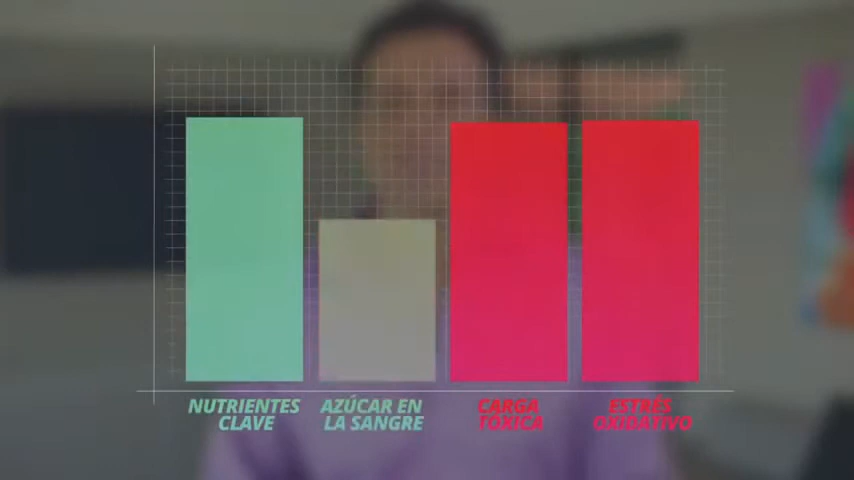 NUTRIENTES
CLAVE
AZÚCAR EN
LA SANGRE
CARGA
TÓXICA
ESTRÉS
OXIDATIVO